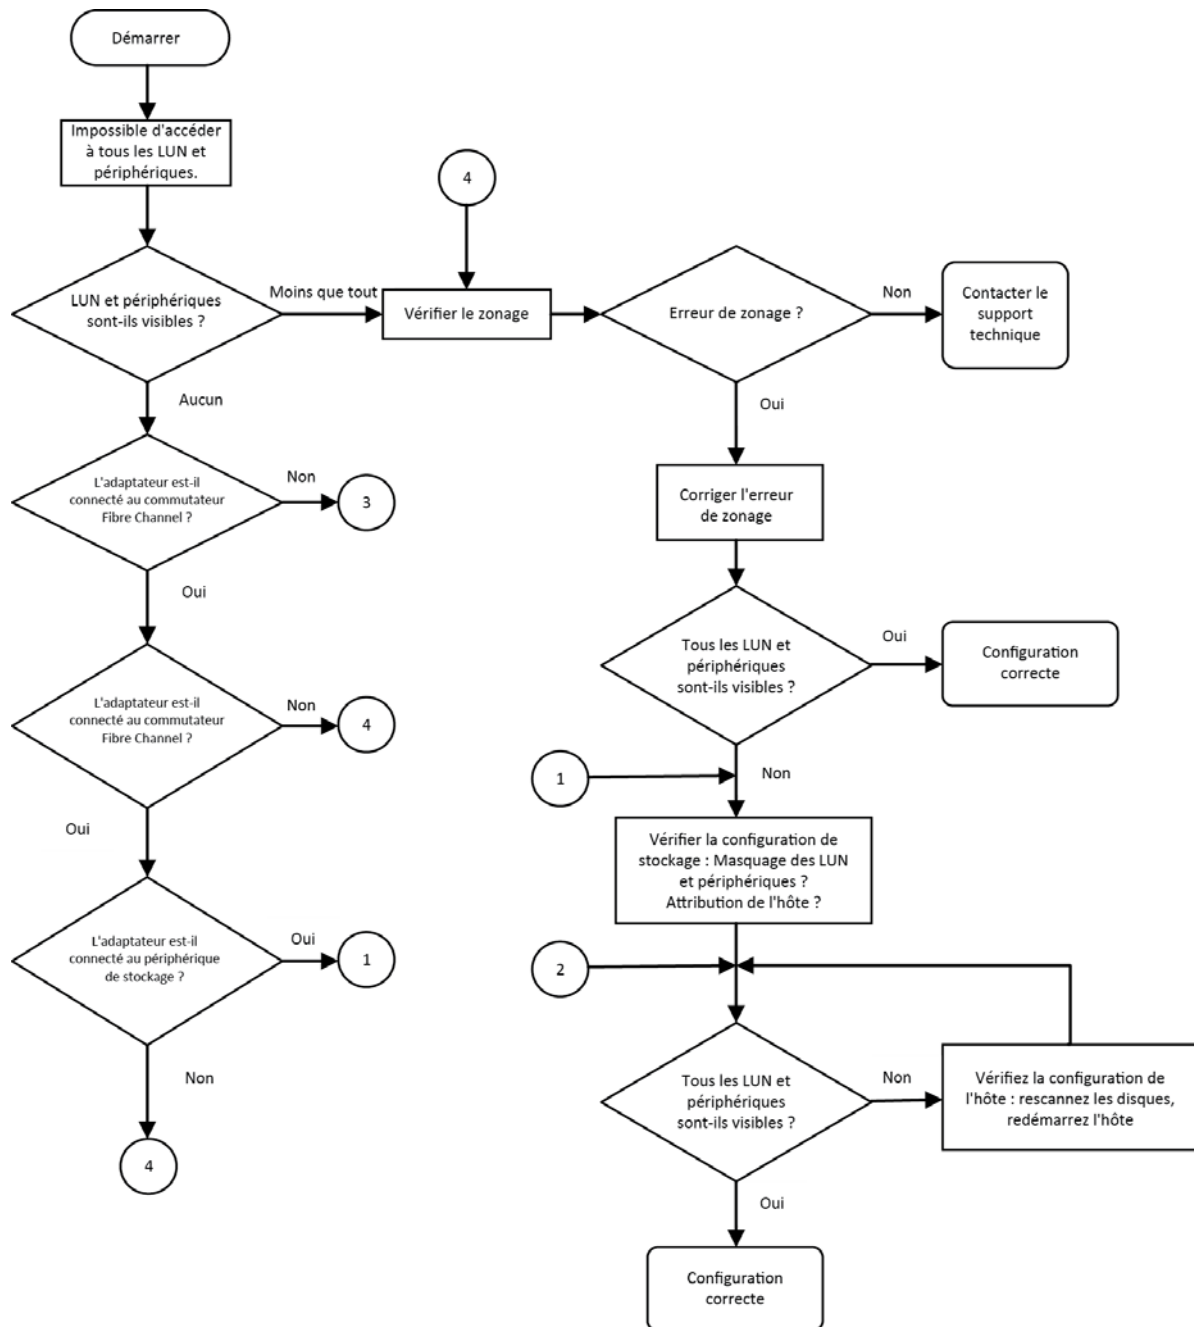 Démarrer
Impossible d'accéder
à tous les LUN et
périphériques.
4
LUN et périphériques
sont-ils visibles ?
Moins que tout
Vérifier le zonage
Erreur de zonage ?
Non
Contacter le
support
technique
Aucun
Oui
L'adaptateur est-il
connecté au commutateur
Fibre Channel ?
Non
3
Corriger l'erreur
de zonage
Oui
Tous les LUN et
périphériques
sont-ils visibles ?
Oui
Configuration
correcte
L'adaptateur est-il
connecté au commutateur
Fibre Channel ?
Non
4
1
Non
Oui
Vérifier la configuration de
stockage : Masquage des LUN
et périphériques ?
Attribution de l'hôte ?
L'adaptateur est-il
connecté au périphérique
de stockage ?
Oui
1
2
Non
Tous les LUN et
périphériques
sont-ils visibles ?
Non
Vérifiez la configuration de
l'hôte : rescannez les disques,
redémarrez l'hôte
4
Oui
Configuration
correcte